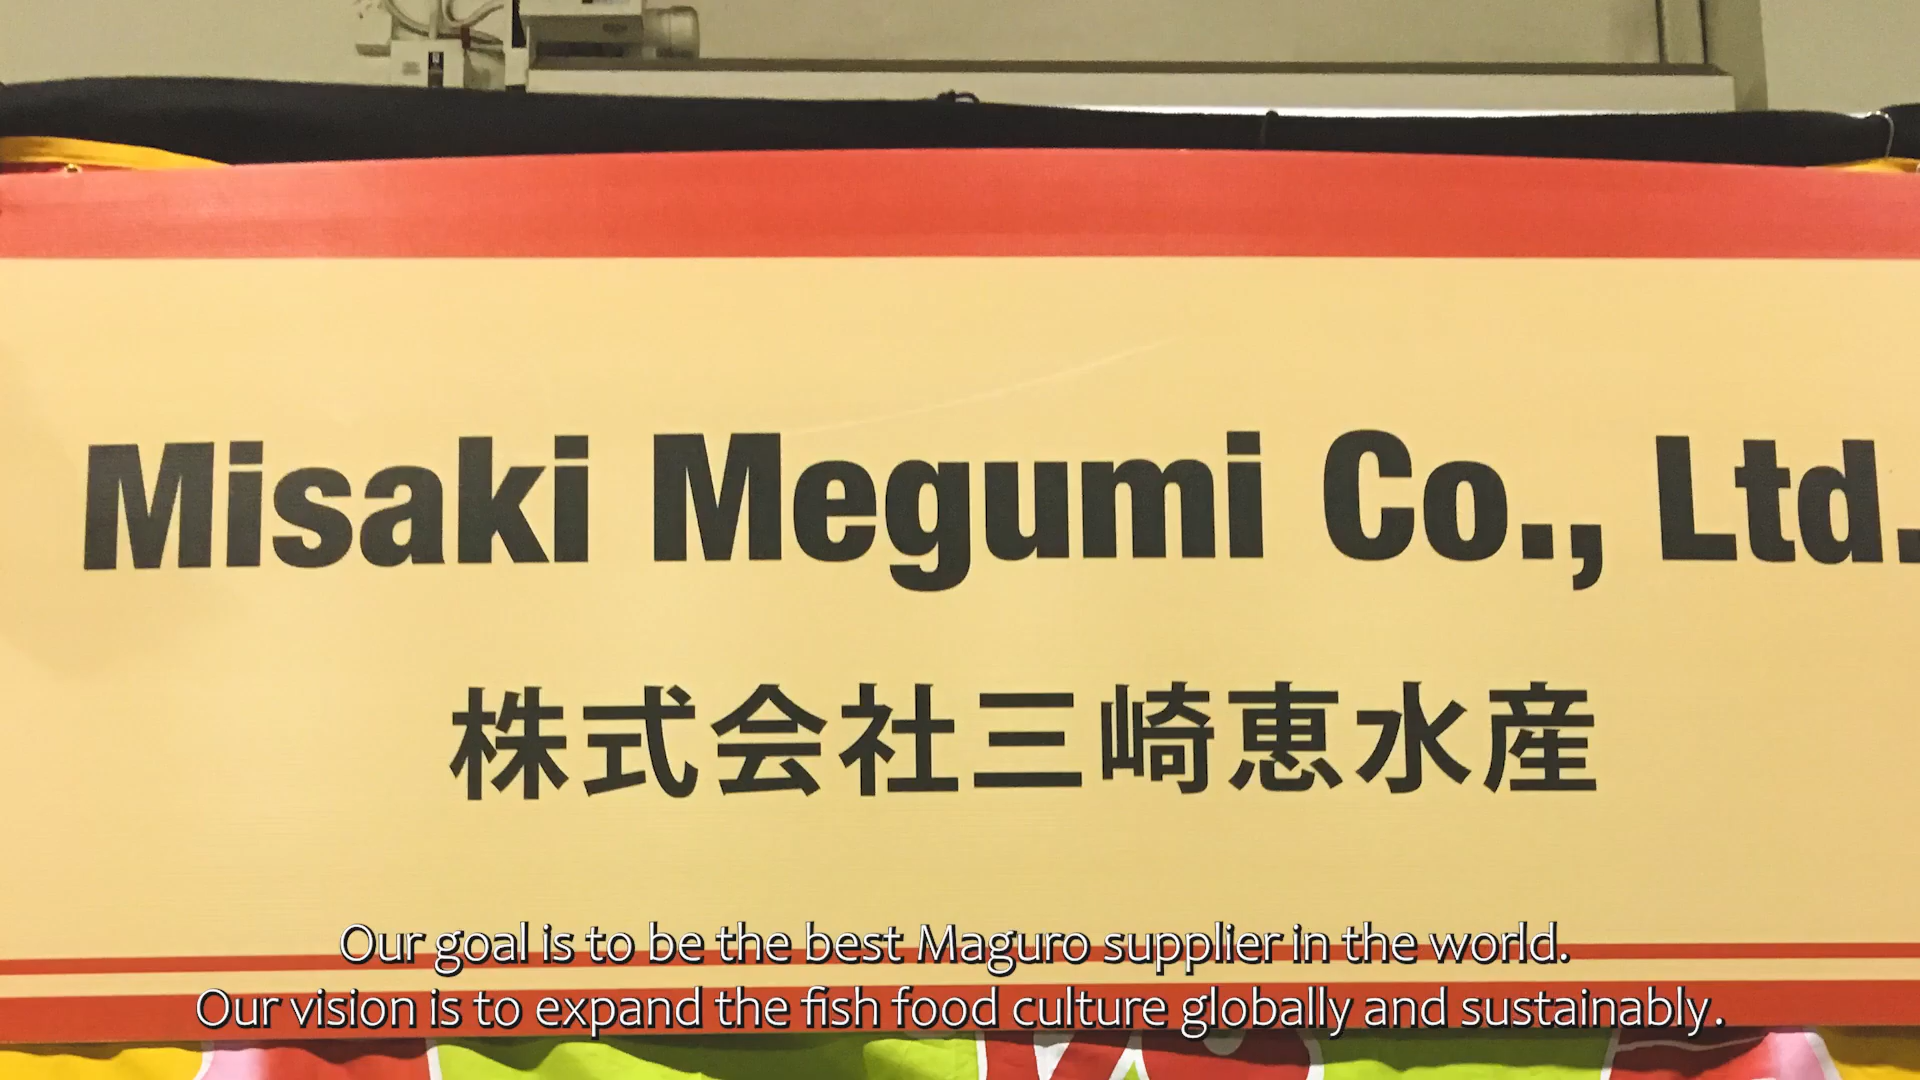 Misaki Megumi Co., Ltd.
株式会社三崎恵水産
Our goal is to be the best Maguro supplier in the world.
Our vision is to expand the fish food culture globally and sustainably.